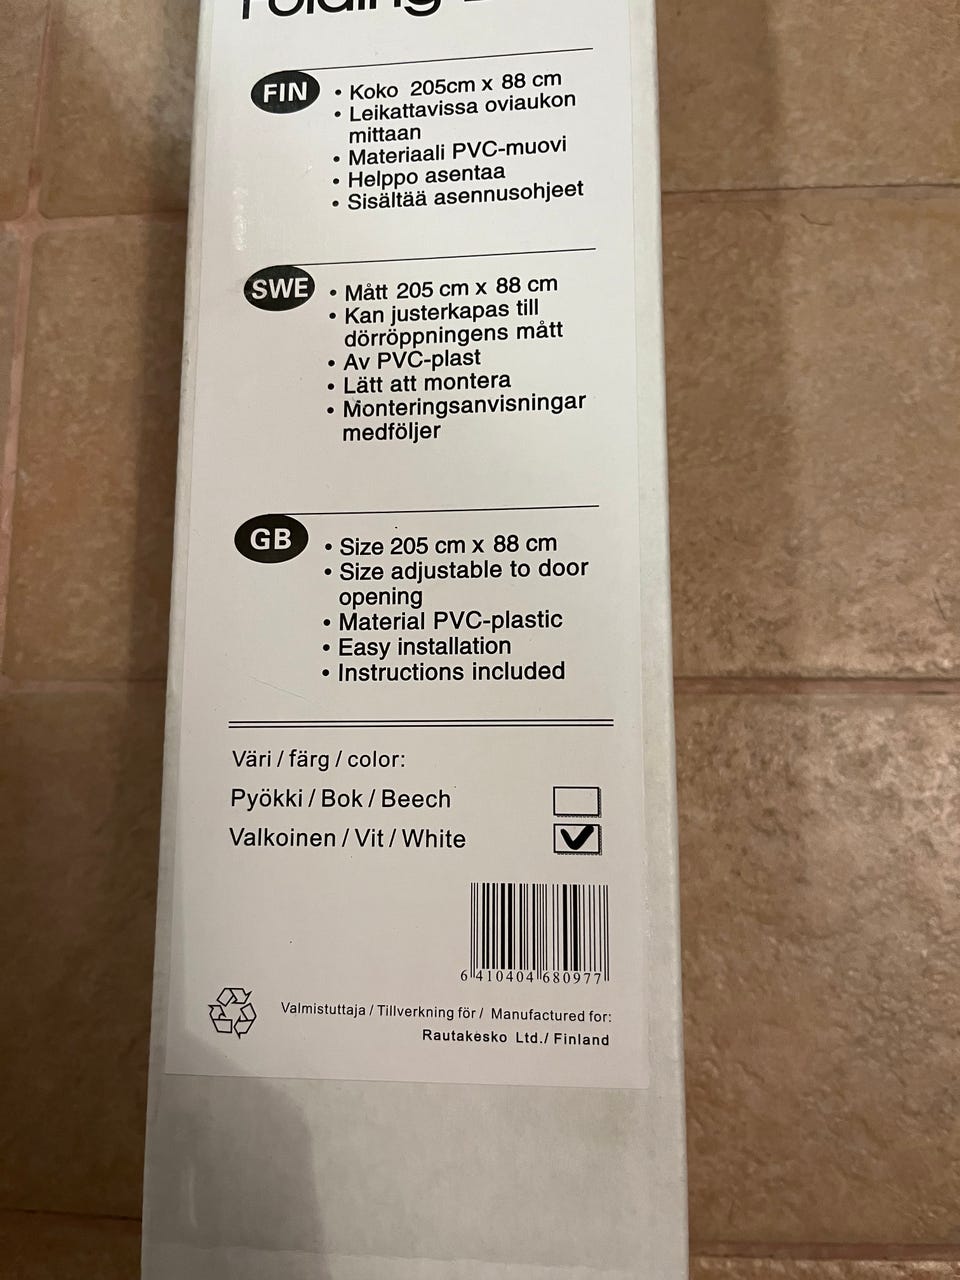 Folding
FIN
• Koko 205cm x 88 cm
• Leikattavissa oviaukon
mittaan
• Materiaali PVC-muovi
• Helppo asentaa
• Sisältää asennusohjeet
SWE
• Mått 205 cm x 88 cm
• Kan justerkapas till
dörröppningens mått
• Av PVC-plast
• Lätt att montera
• Monteringsanvisningar
medföljer
GB
• Size 205 cm x 88 cm
• Size adjustable to door
opening
• Material PVC-plastic
• Easy installation
• Instructions included
Väri / färg / color:
Pyökki / Bok / Beech
Valkoinen / Vit / White
6 410404 680977
Valmistuttaja / Tillverkning för / Manufactured for:
Rautakesko Ltd./ Finland